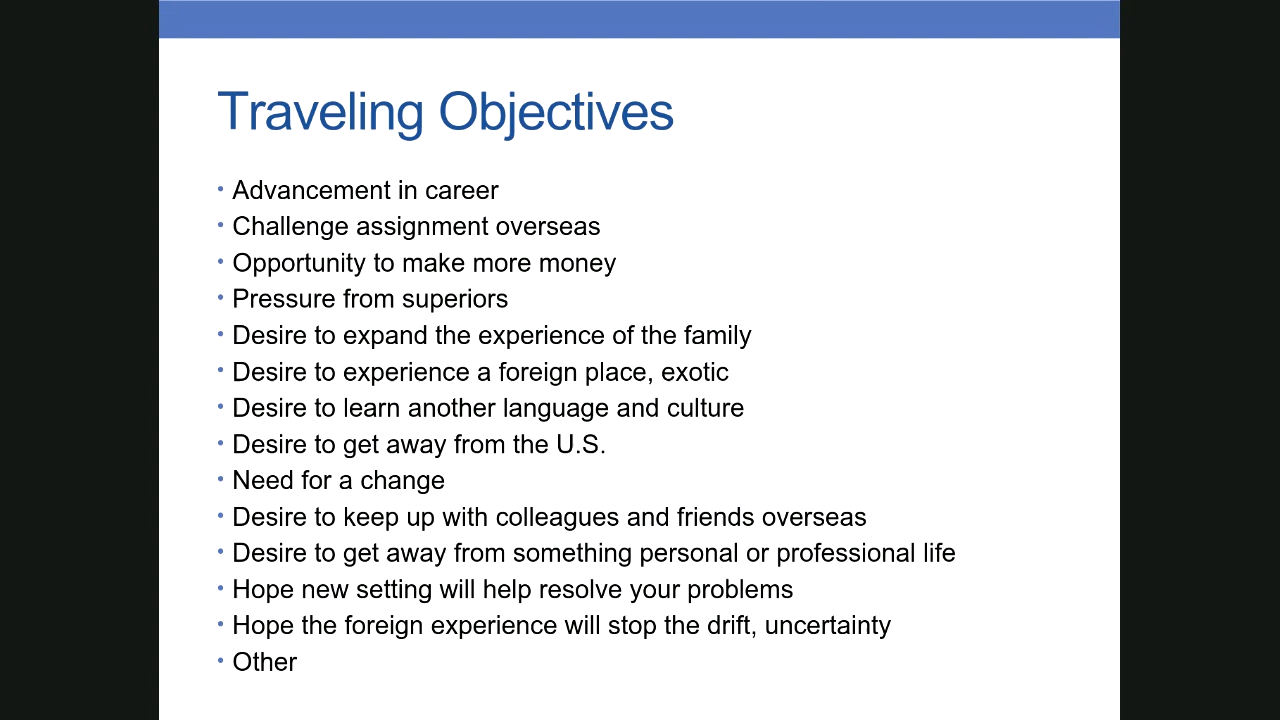 Traveling Objectives
• Advancement in career
• Challenge assignment overseas
• Opportunity to make more money
• Pressure from superiors
• Desire to expand the experience of the family
• Desire to experience a foreign place, exotic
• Desire to learn another language and culture
• Desire to get away from the U.S.
• Need for a change
• Desire to keep up with colleagues and friends overseas
• Desire to get away from something personal or professional life
• Hope new setting will help resolve your problems
• Hope the foreign experience will stop the drift, uncertainty
• Other